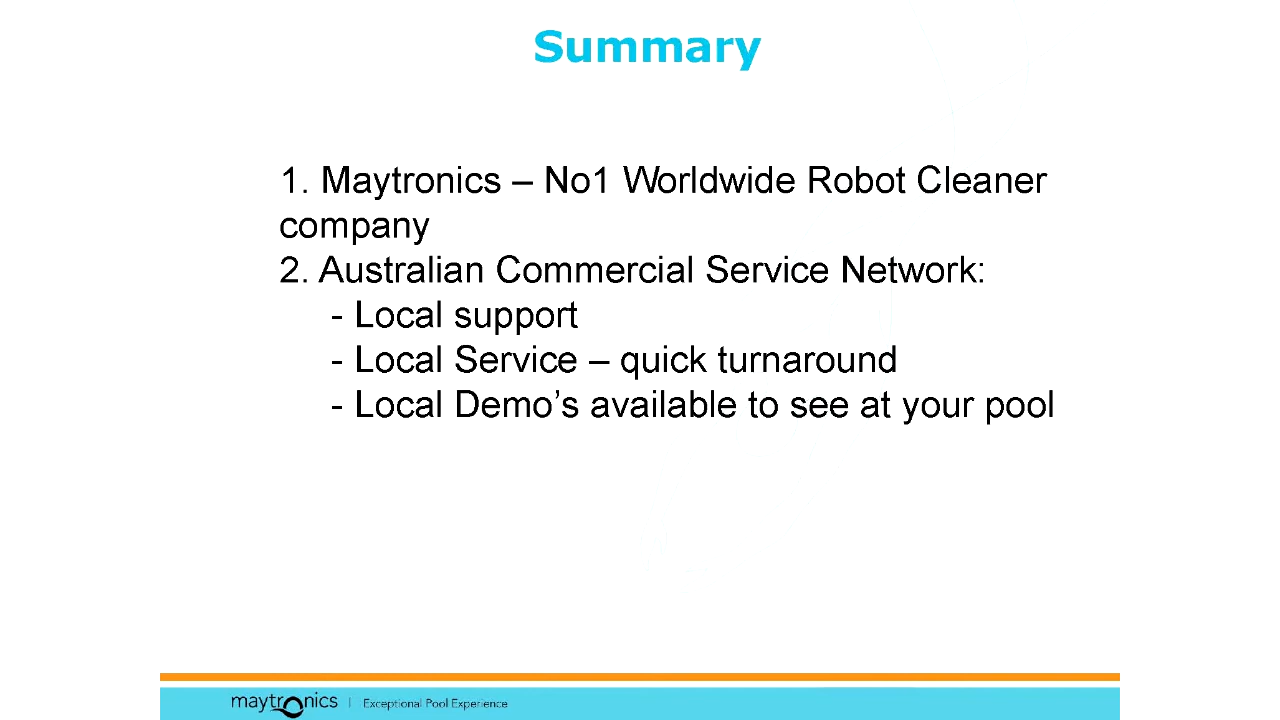 Summary
1. Maytronics – No1 Worldwide Robot Cleaner
company
2. Australian Commercial Service Network:
- Local support
- Local Service – quick turnaround
- Local Demo’s available to see at your pool
maytronics | Exceptional Pool Experience